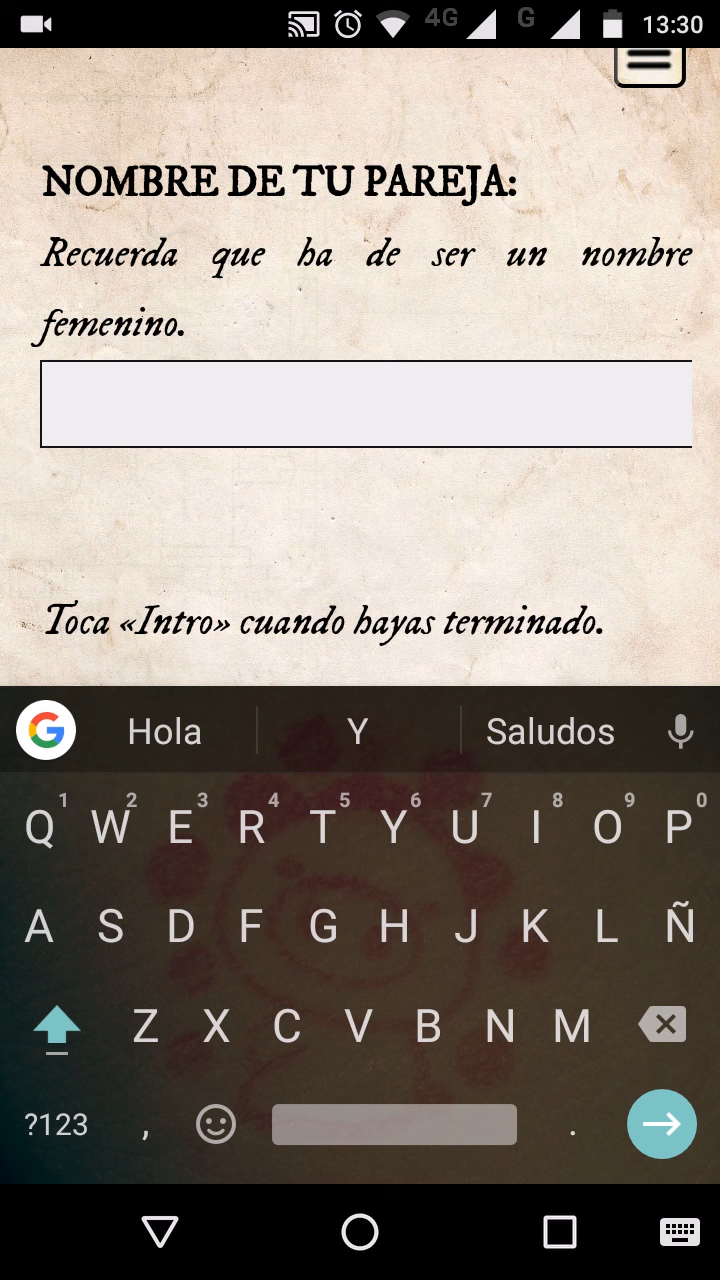 4G G 13:30
NOMBRE DE TU PAREJA:
Recuerda que ha de ser un nombre
femenino.
Toca «Intro» cuando hayas terminado.
G Hola Y Saludos
1 2 3 4 5 6 7 8 9 0
Q W E R T Y U I O P
A S D F G H J K L Ñ
Z X C V B N M
?123 , .